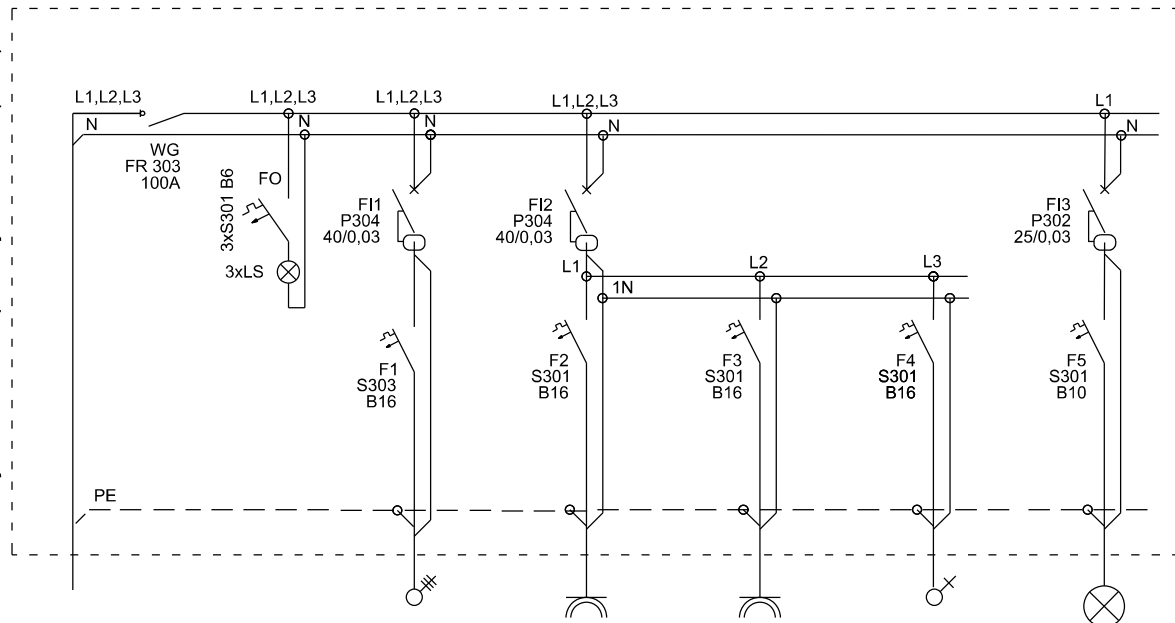 L1,L2,L3
L1,L2,L3
L1,L2,L3
L1,L2,L3
L1
N
N
N
N
N
WG
FR 303
100A
3xS301 B6
FO
3xLS
FI1
P304
40/0,03
FI2
P304
40/0,03
FI3
P302
25/0,03
L1
L2
L3
1N
F1
S303
B16
F2
S301
B16
F3
S301
B16
F4
S301
B16
F5
S301
B10
PE